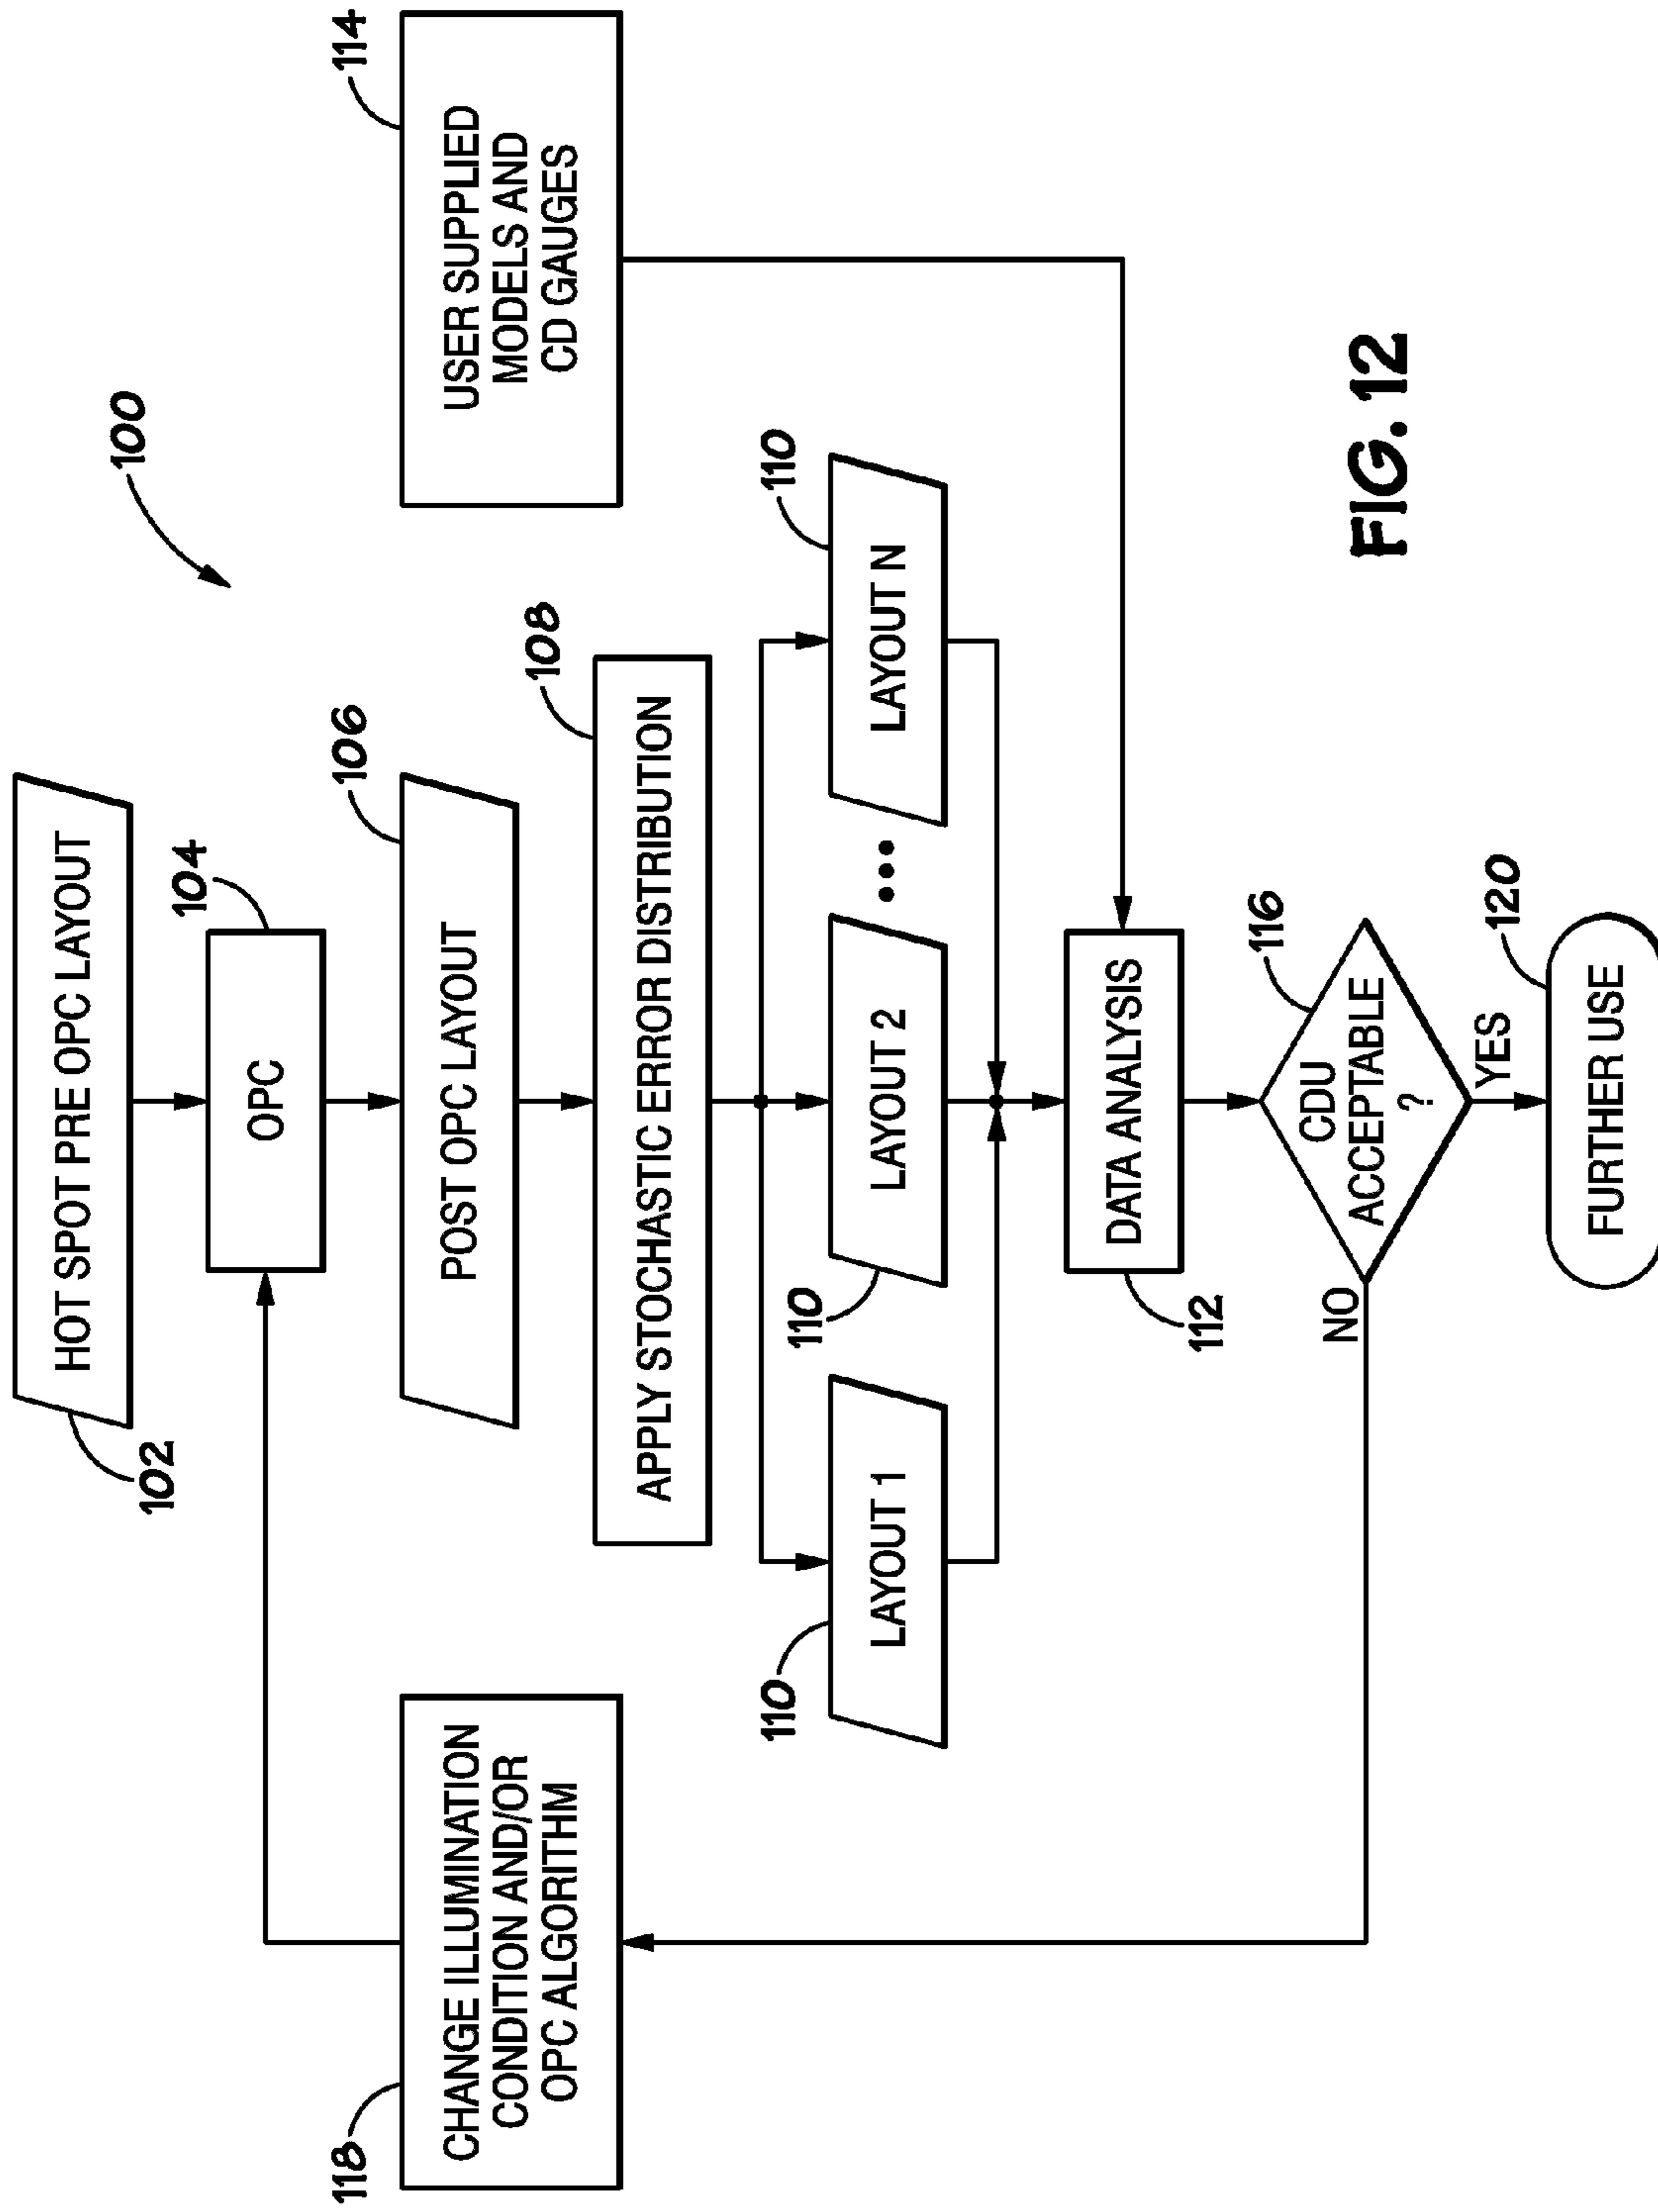 100
HOT SPOT PRE OPC LAYOUT
102
OPC
104
CHANGE ILLUMINATION
CONDITION AND/OR
OPC ALGORITHM
118
POST OPC LAYOUT
106
USER SUPPLIED
MODELS AND
CD GAUGES
114
APPLY STOCHASTIC ERROR DISTRIBUTION
108
LAYOUT 1
110
LAYOUT 2
110
•••
LAYOUT N
110
DATA ANALYSIS
112
CDU
ACCEPTABLE
?
116
NO
YES
FURTHER USE
120
FIG. 12